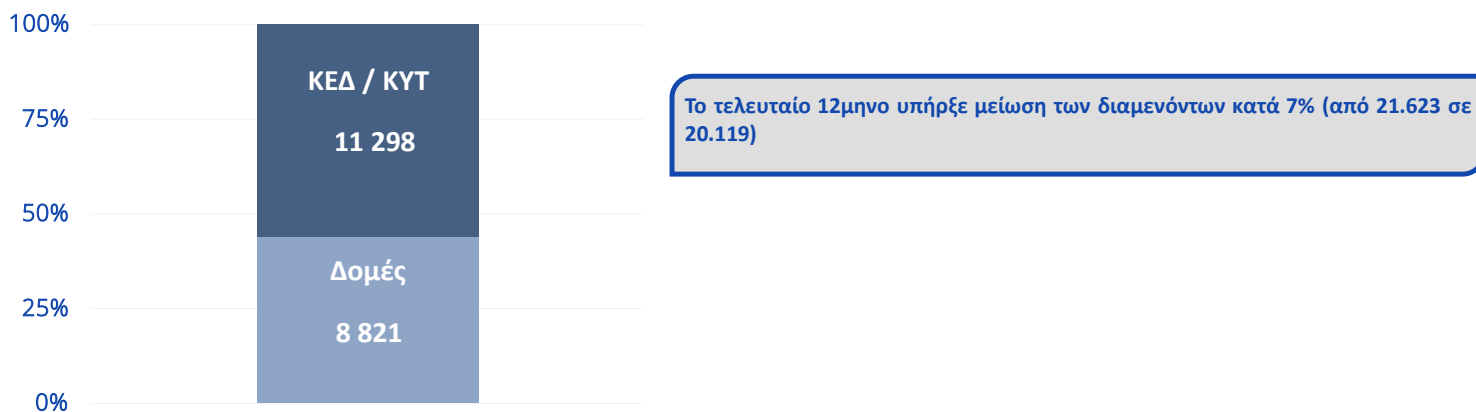 100%
75%
50%
25%
0%
ΚΕΔ / ΚΥΤ
11 298
Δομές
8 821
Το τελευταίο 12μηνο υπήρξε μείωση των διαμενόντων κατά 7% (από 21.623 σε
20.119)